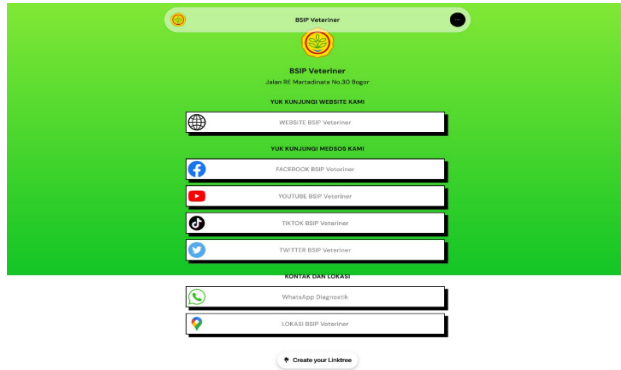 BSIP Veteriner
BSIP Veteriner
Jalan RE Martadinata No.30 Bogor
YUK KUNJUNGI WEBSITE KAMI
WEBSITE BSIP Veteriner
YUK KUNJUNGI MEDSOS KAMI
FACEBOOK BSIP Veteriner
YOUTUBE BSIP Veteriner
TIKTOK BSIP Veteriner
TWITTER BSIP Veteriner
KONTAK DAN LOKASI
WhatsApp Diagnostik
LOKASI BSIP Veteriner
Create your Linktree